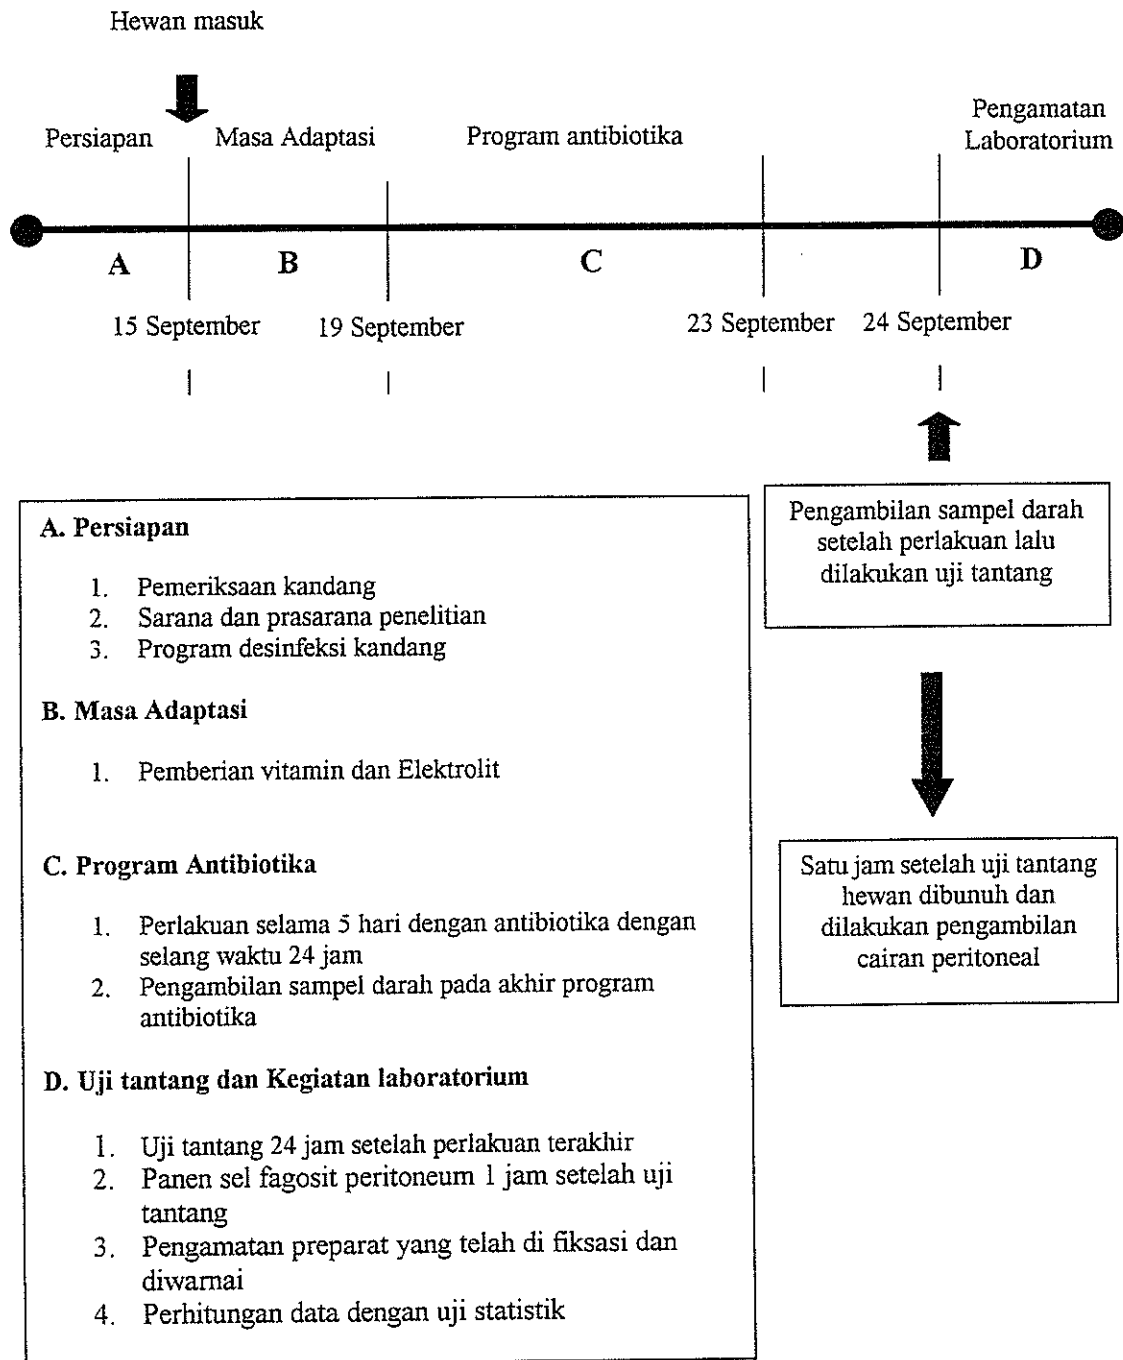 Hewan masuk
Persiapan
Masa Adaptasi
Program antibiotika
Pengamatan
Laboratorium
A
B
C
D
15 September
19 September
23 September
24 September
A. Persiapan
1. Pemeriksaan kandang
2. Sarana dan prasarana penelitian
3. Program desinfeksi kandang
B. Masa Adaptasi
1. Pemberian vitamin dan Elektrolit
C. Program Antibiotika
1. Perlakuan selama 5 hari dengan antibiotika dengan
selang waktu 24 jam
2. Pengambilan sampel darah pada akhir program
antibiotika
D. Uji tantang dan Kegiatan laboratorium
1. Uji tantang 24 jam setelah perlakuan terakhir
2. Panen sel fagosit peritoneum 1 jam setelah uji
tantang
3. Pengamatan preparat yang telah di fiksasi dan
diwarnai
4. Perhitungan data dengan uji statistik
Pengambilan sampel darah
setelah perlakuan lalu
dilakukan uji tantang
Satu jam setelah uji tantang
hewan dibunuh dan
dilakukan pengambilan
cairan peritoneal